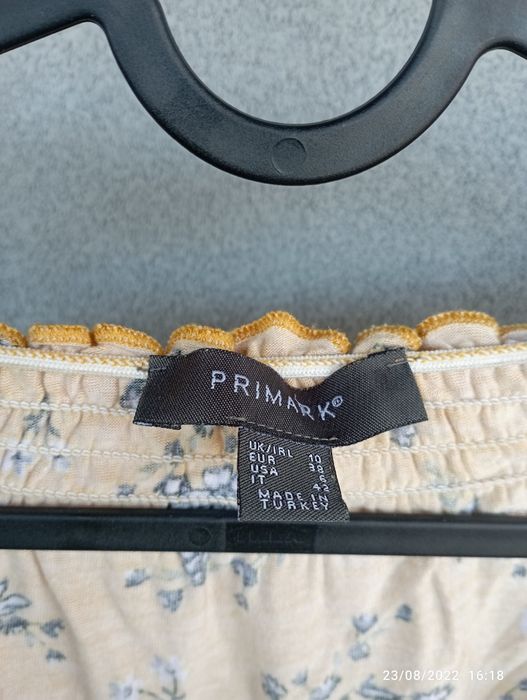 PRIMARK®
UK/IRL 10
EUR 38
USA 6
IT 42
MADE IN
TURKEY
23/08/2022 16:18